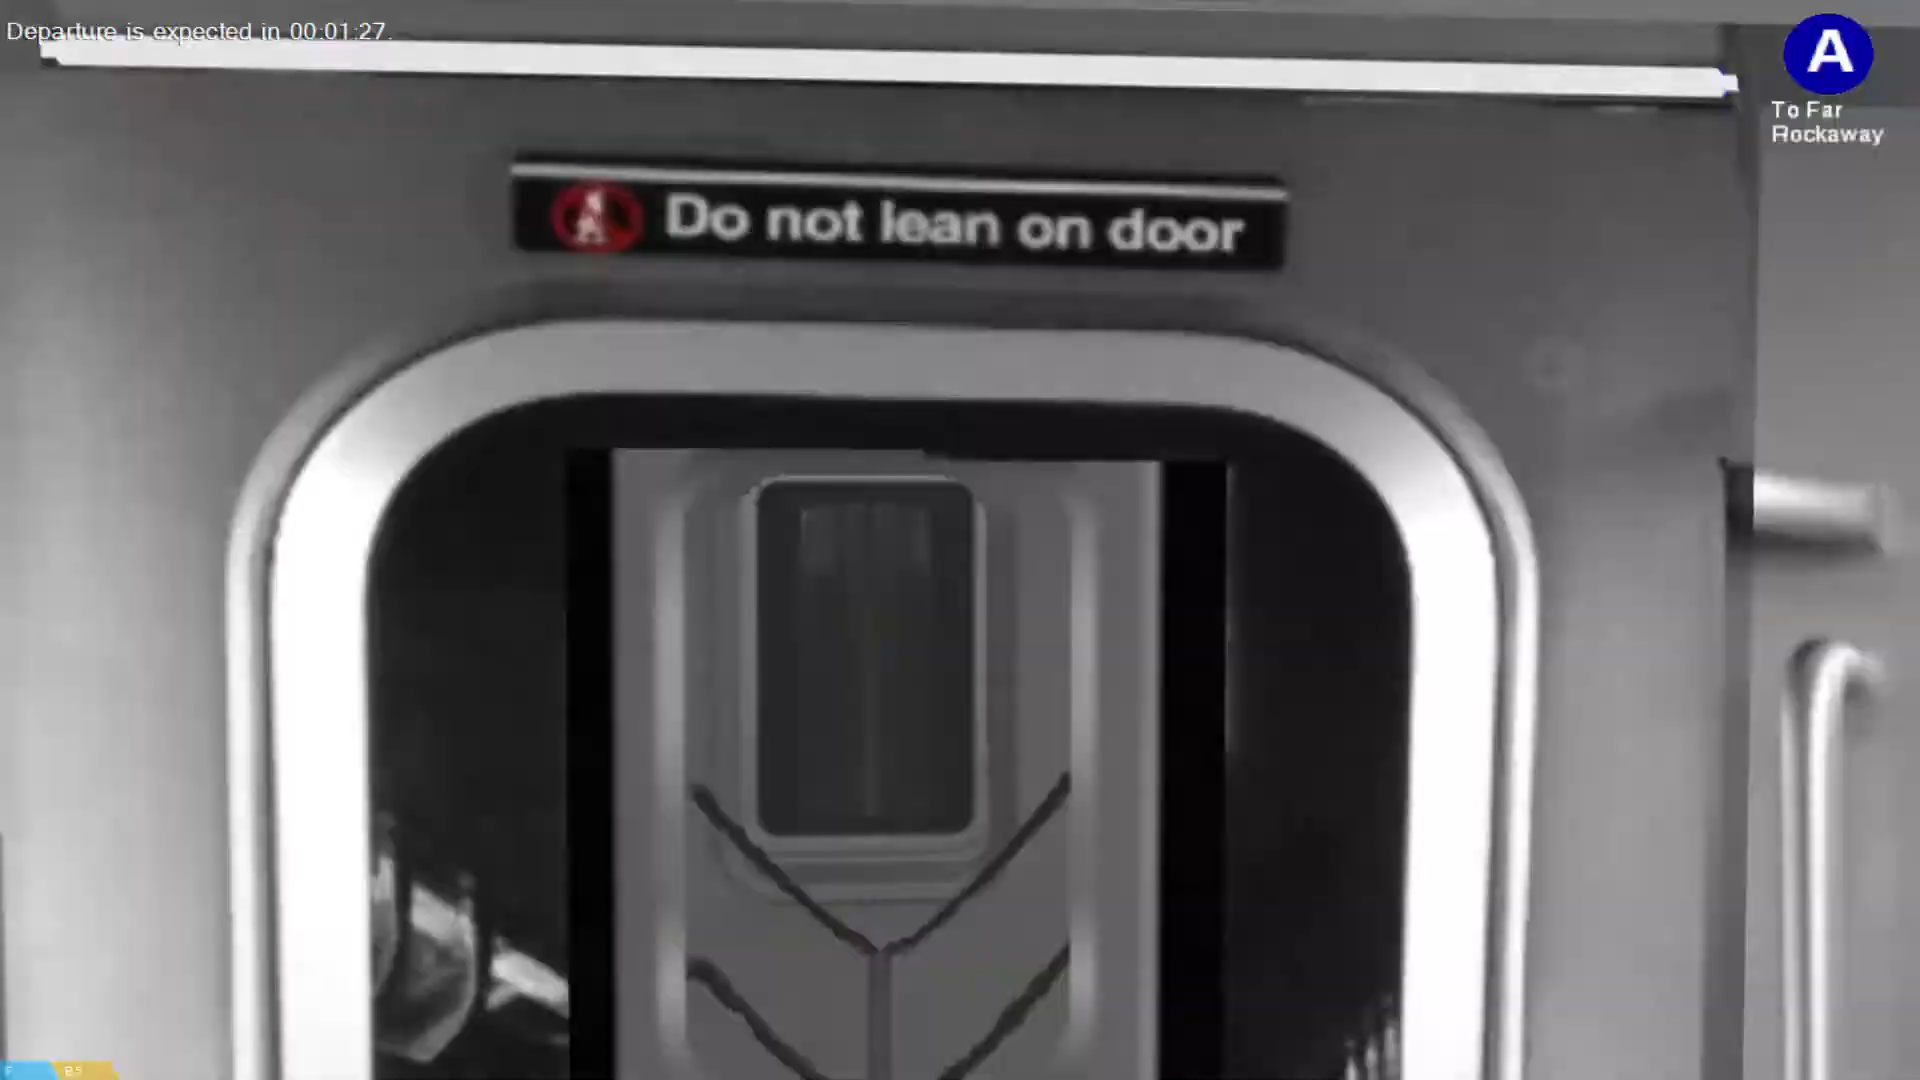 Departure is expected in 00:01:27.
A
To Far
Rockaway
Do not lean on door